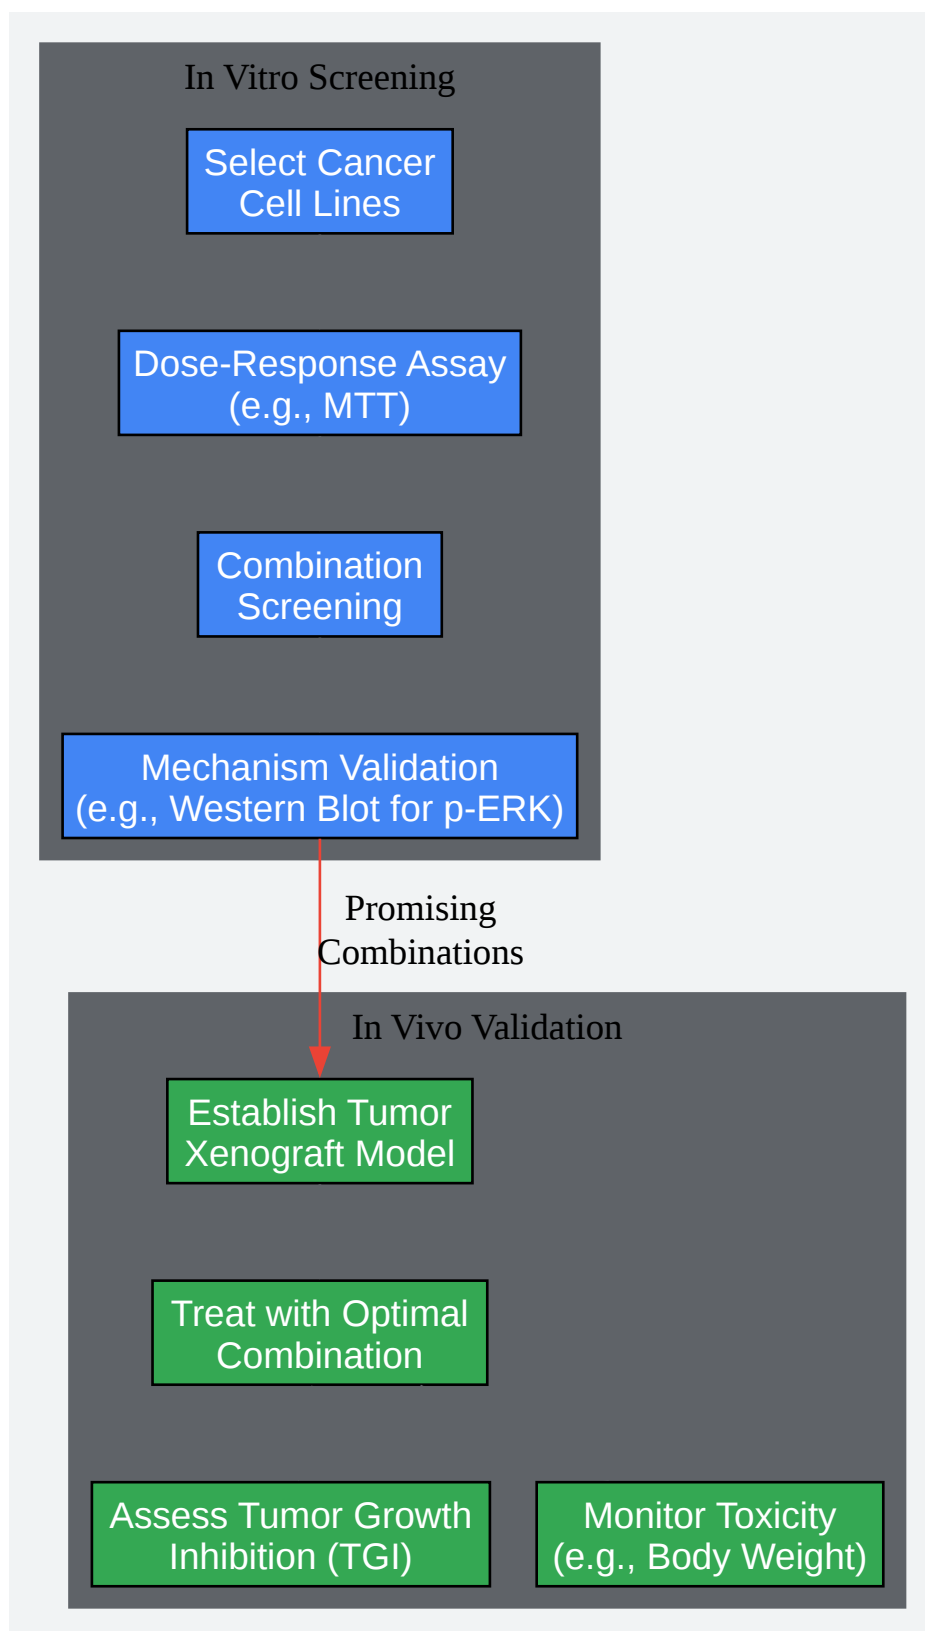 In Vitro Screening
Select Cancer
Cell Lines
Dose-Response Assay
(e.g., MTT)
Combination
Screening
Mechanism Validation
(e.g., Western Blot for p-ERK)
Promising
Combinations
In Vivo Validation
Establish Tumor
Xenograft Model
Treat with Optimal
Combination
Assess Tumor Growth
Inhibition (TGI)
Monitor Toxicity
(e.g., Body Weight)